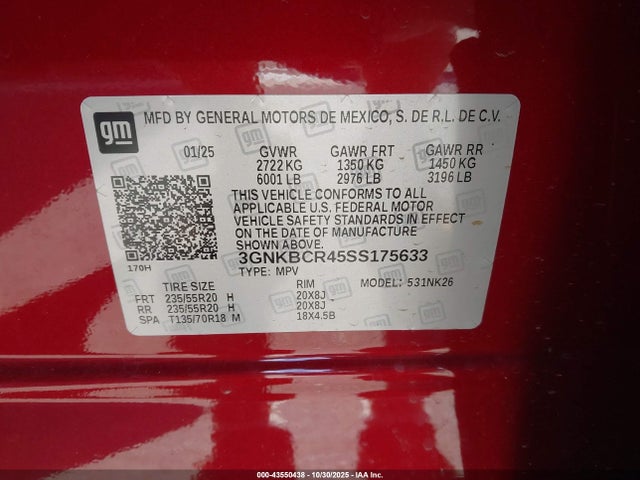 gm
MFD BY GENERAL MOTORS DE MEXICO, S. DE R.L. DE C.V.
01/25 GVWR GAWR FRT GAWR RR
2722 KG 1350 KG 1450 KG
6001 LB 2976 LB 3196 LB
THIS VEHICLE CONFORMS TO ALL
APPLICABLE U.S. FEDERAL MOTOR
VEHICLE SAFETY STANDARDS IN EFFECT
ON THE DATE OF MANUFACTURE
SHOWN ABOVE.
3GNKBCR45SS175633
170H TYPE: MPV
TIRE SIZE RIM MODEL: 531NK26
FRT 235/55R20 H 20X8J
RR 235/55R20 H 20X8J
SPA T135/70R18 M 18X4.5B
000-43550438 - 10/30/2025 - IAA Inc.